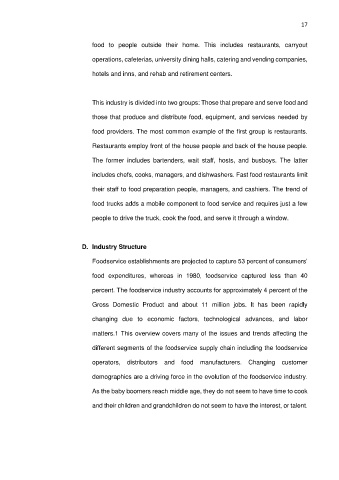 17
food to people outside their home. This includes restaurants, carryout
operations, cafeterias, university dining halls, catering and vending companies,
hotels and inns, and rehab and retirement centers.
This industry is divided into two groups: Those that prepare and serve food and
those that produce and distribute food, equipment, and services needed by
food providers. The most common example of the first group is restaurants.
Restaurants employ front of the house people and back of the house people.
The former includes bartenders, wait staff, hosts, and busboys. The latter
includes chefs, cooks, managers, and dishwashers. Fast food restaurants limit
their staff to food preparation people, managers, and cashiers. The trend of
food trucks adds a mobile component to food service and requires just a few
people to drive the truck, cook the food, and serve it through a window.
D. Industry Structure
Foodservice establishments are projected to capture 53 percent of consumers'
food expenditures, whereas in 1980, foodservice captured less than 40
percent. The foodservice industry accounts for approximately 4 percent of the
Gross Domestic Product and about 11 million jobs. It has been rapidly
changing due to economic factors, technological advances, and labor
matters.1 This overview covers many of the issues and trends affecting the
different segments of the foodservice supply chain including the foodservice
operators, distributors and food manufacturers. Changing customer
demographics are a driving force in the evolution of the foodservice industry.
As the baby boomers reach middle age, they do not seem to have time to cook
and their children and grandchildren do not seem to have the interest, or talent.